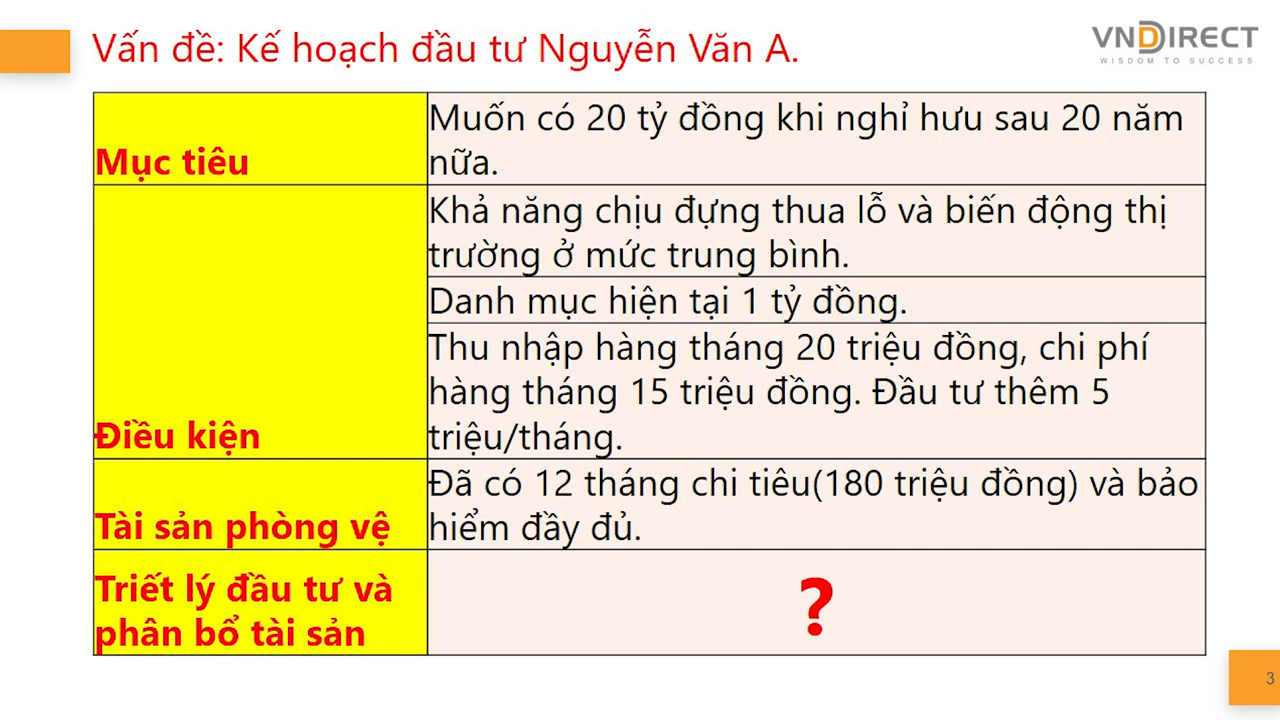 Vấn đề: Kế hoạch đầu tư Nguyễn Văn A.
VNDIRECT
WISDOM TO SUCCESS
Mục tiêu
Muốn có 20 tỷ đồng khi nghỉ hưu sau 20 năm
nữa.
Điều kiện
Khả năng chịu đựng thua lỗ và biến động thị
trường ở mức trung bình.
Danh mục hiện tại 1 tỷ đồng.
Thu nhập hàng tháng 20 triệu đồng, chi phí
hàng tháng 15 triệu đồng. Đầu tư thêm 5
triệu/tháng.
Tài sản phòng vệ
Đã có 12 tháng chi tiêu(180 triệu đồng) và bảo
hiểm đầy đủ.
Triết lý đầu tư và
phân bổ tài sản
?
3